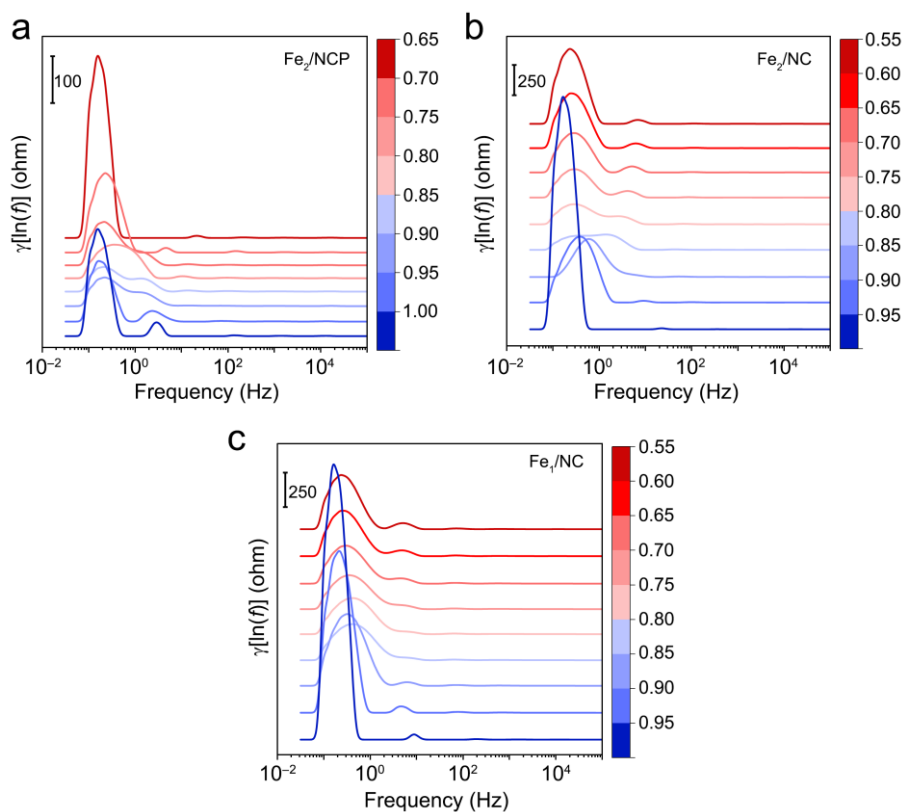 a
Fe₂/NCP
100
γ[ln(f)] (ohm)
10⁻² 10⁰ 10² 10⁴
Frequency (Hz)
0.65
0.70
0.75
0.80
0.85
0.90
0.95
1.00
b
Fe₂/NC
250
γ[ln(f)] (ohm)
10⁻² 10⁰ 10² 10⁴
Frequency (Hz)
0.55
0.60
0.65
0.70
0.75
0.80
0.85
0.90
0.95
c
Fe₁/NC
250
γ[ln(f)] (ohm)
10⁻² 10⁰ 10² 10⁴
Frequency (Hz)
0.55
0.65
0.70
0.75
0.80
0.85
0.90
0.95